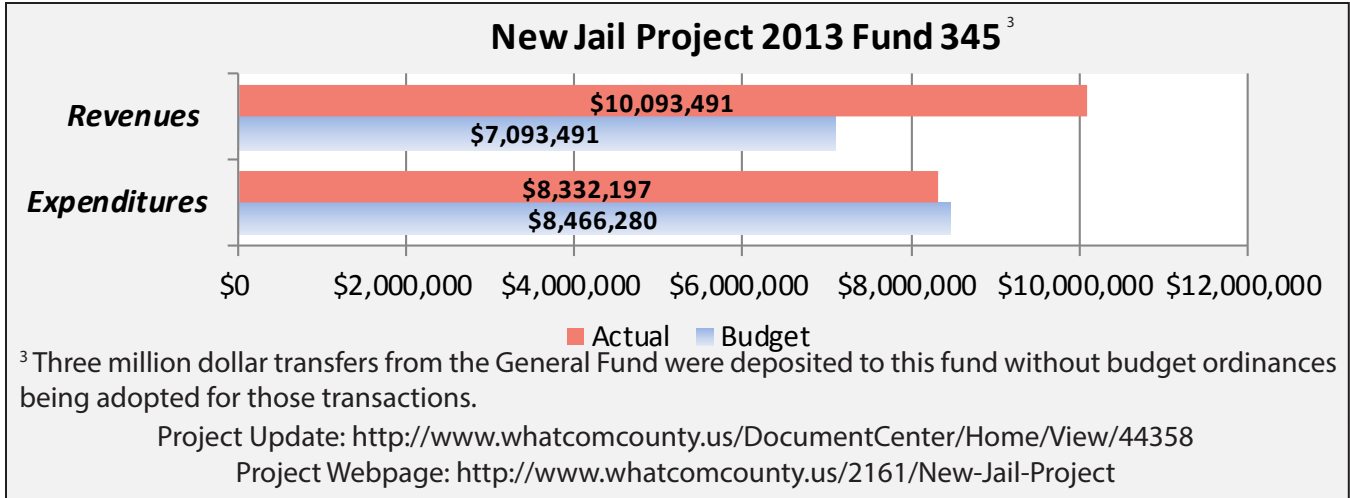 New Jail Project 2013 Fund 345 3
Revenues
$10,093,491
$7,093,491
Expenditures
$8,332,197
$8,466,280
$0 $2,000,000 $4,000,000 $6,000,000 $8,000,000 $10,000,000 $12,000,000
Actual Budget
3 Three million dollar transfers from the General Fund were deposited to this fund without budget ordinances
being adopted for those transactions.
Project Update: http://www.whatcomcounty.us/DocumentCenter/Home/View/44358
Project Webpage: http://www.whatcomcounty.us/2161/New-Jail-Project